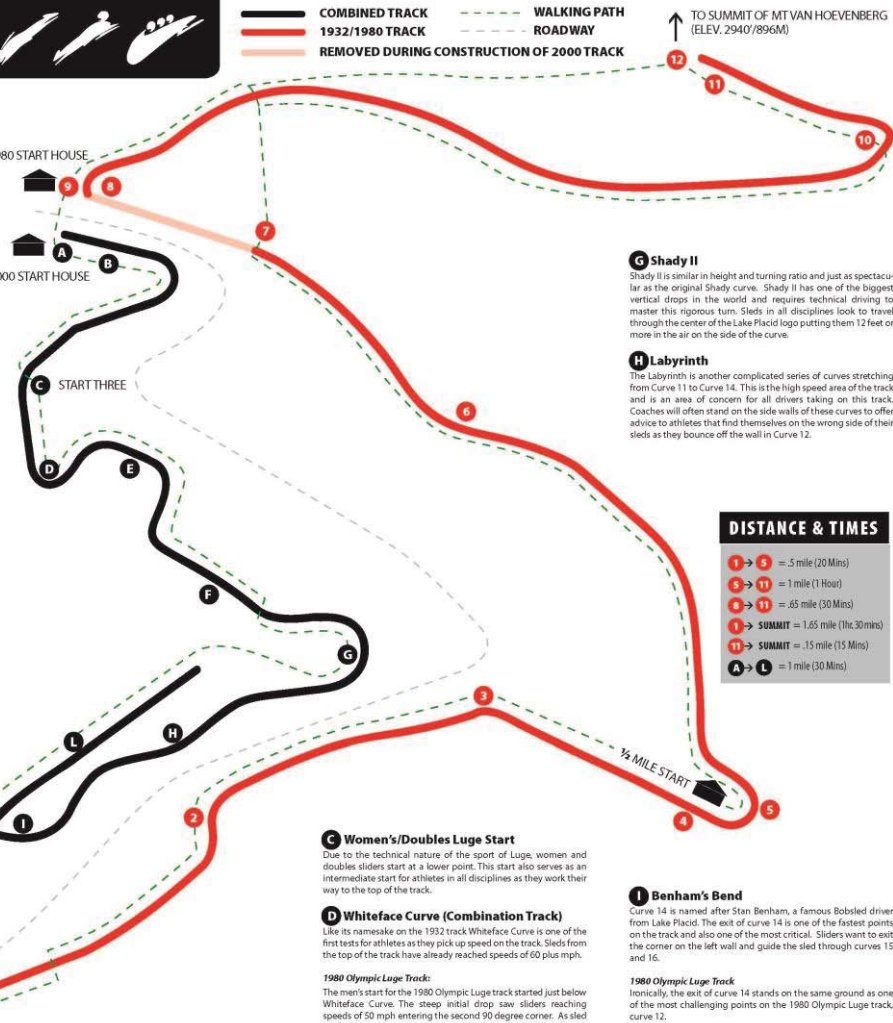 COMBINED TRACK
WALKING PATH
1932/1980 TRACK
ROADWAY
REMOVED DURING CONSTRUCTION OF 2000 TRACK
TO SUMMIT OF MT VAN HOEVENBERG
(ELEV. 2940'/896M)
12
11
10
80 START HOUSE
9
8
7
A
B
00 START HOUSE
C START THREE
6
D
E
F
G
H
L
I
3
½ MILE START
2
4
5
G Shady II
Shady II is similar in height and turning ratio and just as spectacu-
lar as the original Shady curve. Shady II has one of the biggest
vertical drops in the world and requires technical driving to
master this rigorous turn. Sleds in all disciplines look to travel
through the center of the Lake Placid logo putting them 12 feet or
more in the air on the side of the curve.
H Labyrinth
The Labyrinth is another complicated series of curves stretching
from Curve 11 to Curve 14. This is the high speed area of the track
and is an area of concern for all drivers taking on this track.
Coaches will often stand on the side walls of these curves to offer
advice to athletes that find themselves on the wrong side of their
sleds as they bounce off the wall in Curve 12.
DISTANCE & TIMES
1 → 5 = .5 mile (20 Mins)
5 → 11 = 1 mile (1 Hour)
8 → 11 = .65 mile (30 Mins)
1 → SUMMIT = 1.65 mile (1hr. 30 mins)
11 → SUMMIT = .15 mile (15 Mins)
A → L = 1 mile (30 Mins)
C Women's/Doubles Luge Start
Due to the technical nature of the sport of Luge, women and
doubles sliders start at a lower point. This start also serves as an
intermediate start for athletes in all disciplines as they work their
way to the top of the track.
D Whiteface Curve (Combination Track)
Like its namesake on the 1932 track Whiteface Curve is one of the
first tests for athletes as they pick up speed on the track. Sleds from
the top of the track have already reached speeds of 60 plus mph.
1980 Olympic Luge Track:
The men's start for the 1980 Olympic Luge track started just below
Whiteface Curve. The steep initial drop saw sliders reaching
speeds of 50 mph entering the second 90 degree corner. As sled
I Benham's Bend
Curve 14 is named after Stan Benham, a famous Bobsled driver
from Lake Placid. The exit of curve 14 is one of the fastest points
on the track and also one of the most critical. Sliders want to exit
the corner on the left wall and guide the sled through curves 15
and 16.
1980 Olympic Luge Track
Ironically, the exit of curve 14 stands on the same ground as one
of the most challenging points on the 1980 Olympic Luge track,
curve 12.